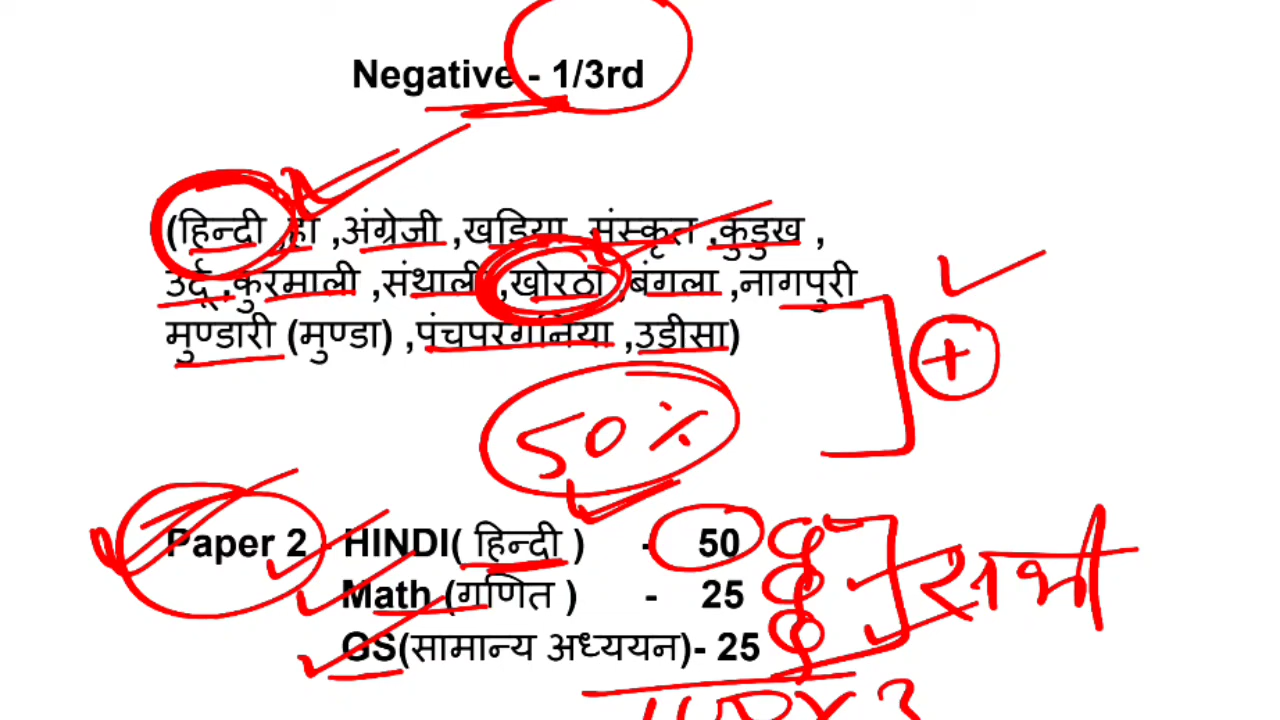 Negative - 1/3rd
(हिन्दी ,हो ,अंग्रेजी ,खड़िया ,संस्कृत ,कुडुख ,
उर्दू ,कुरमाली ,संथाली ,खोरठा ,बंगला ,नागपुरी
मुण्डारी (मुण्डा) ,पंचपरगनिया ,उडीसा)
+
50%
Paper 2 - HINDI( हिन्दी ) - 50
Math (गणित ) - 25
GS(सामान्य अध्ययन)- 25
सभी